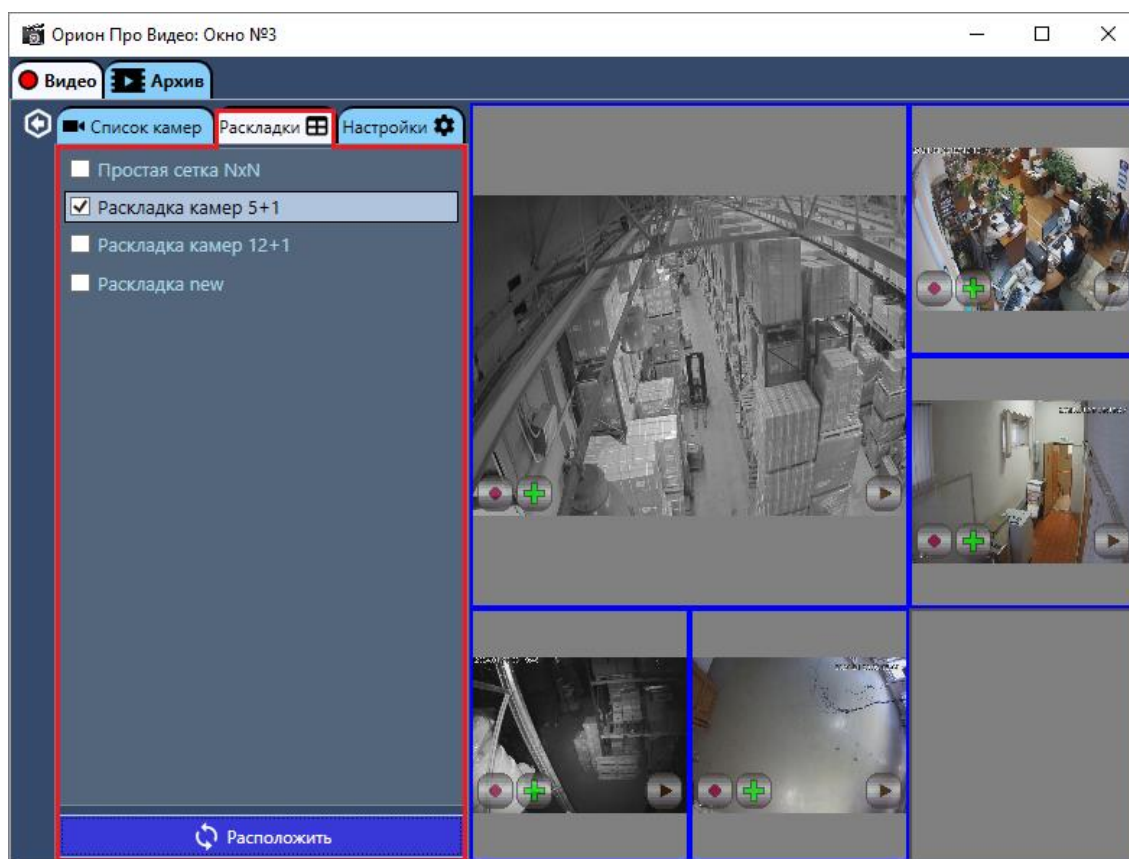 Орион Про Видео: Окно №3
Видео Архив
Список камер Раскладки Настройки
Простая сетка NxN
Раскладка камер 5+1
Раскладка камер 12+1
Раскладка new
Расположить